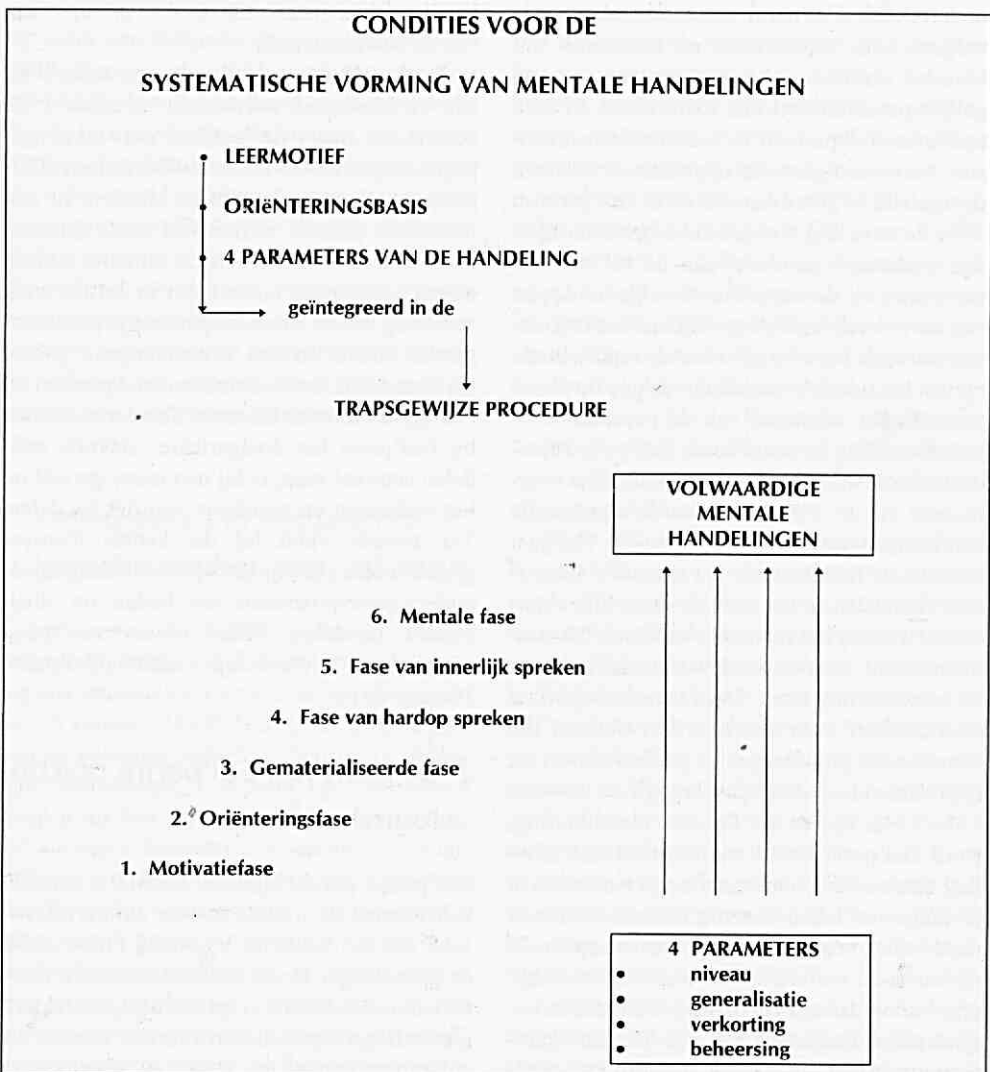 CONDITIES VOOR DE
SYSTEMATISCHE VORMING VAN MENTALE HANDELINGEN
• LEERMOTIEF
• ORIËNTERINGSBASIS
• 4 PARAMETERS VAN DE HANDELING
geïntegreerd in de
TRAPSGEWIJZE PROCEDURE
VOLWAARDIGE
MENTALE
HANDELINGEN
6. Mentale fase
5. Fase van innerlijk spreken
4. Fase van hardop spreken
3. Gematerialiseerde fase
2. Oriënteringsfase
1. Motivatiefase
4 PARAMETERS
• niveau
• generalisatie
• verkorting
• beheersing